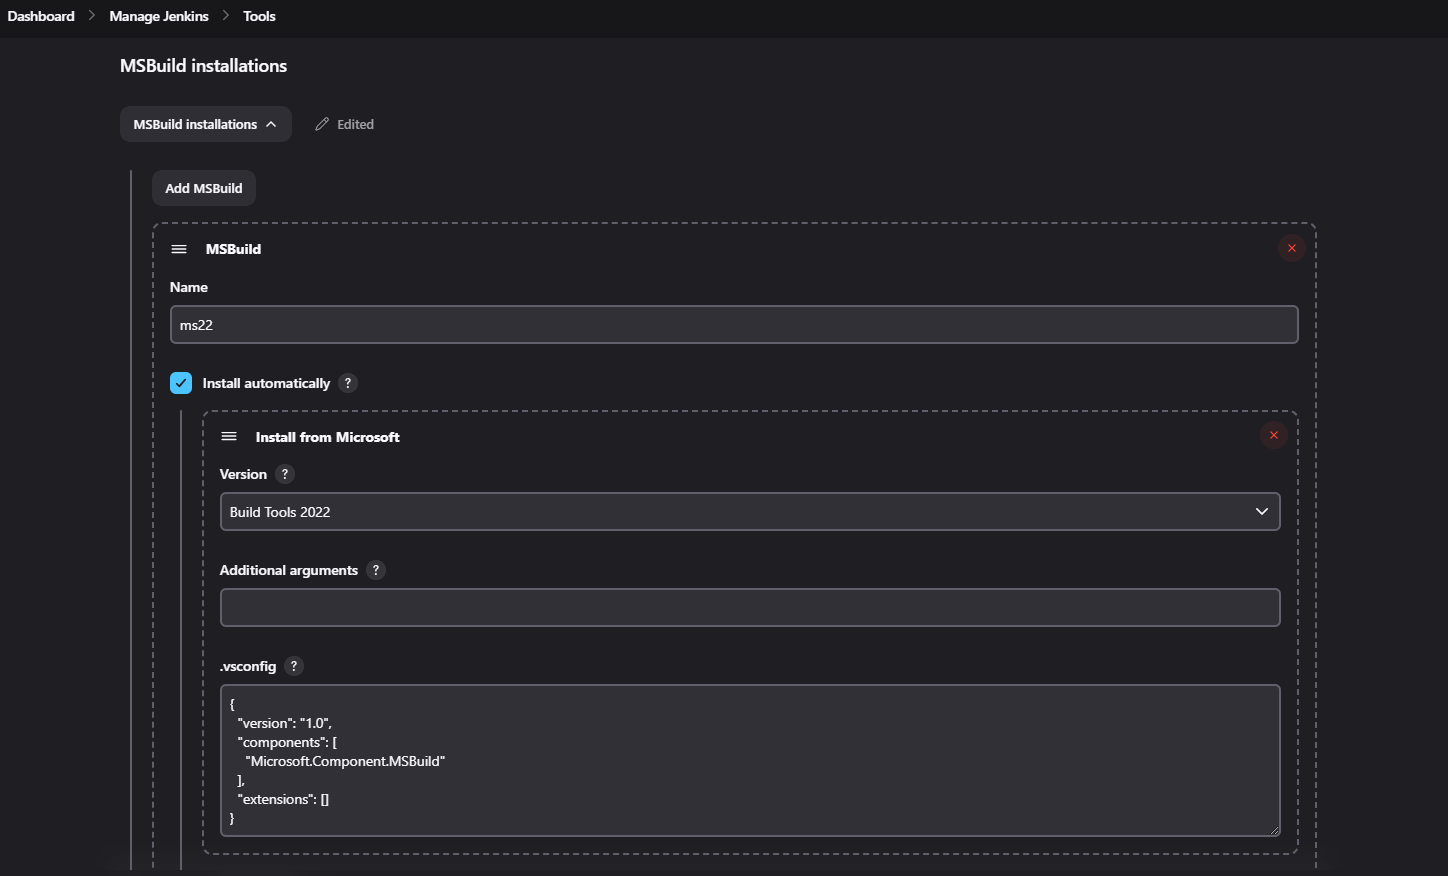 Dashboard > Manage Jenkins > Tools
MSBuild installations
MSBuild installations
Edited
Add MSBuild
MSBuild
Name
ms22
Install automatically ?
Install from Microsoft
Version ?
Build Tools 2022
Additional arguments ?
.vsconfig ?
{
"version": "1.0",
"components": [
"Microsoft.Component.MSBuild"
],
"extensions": []
}